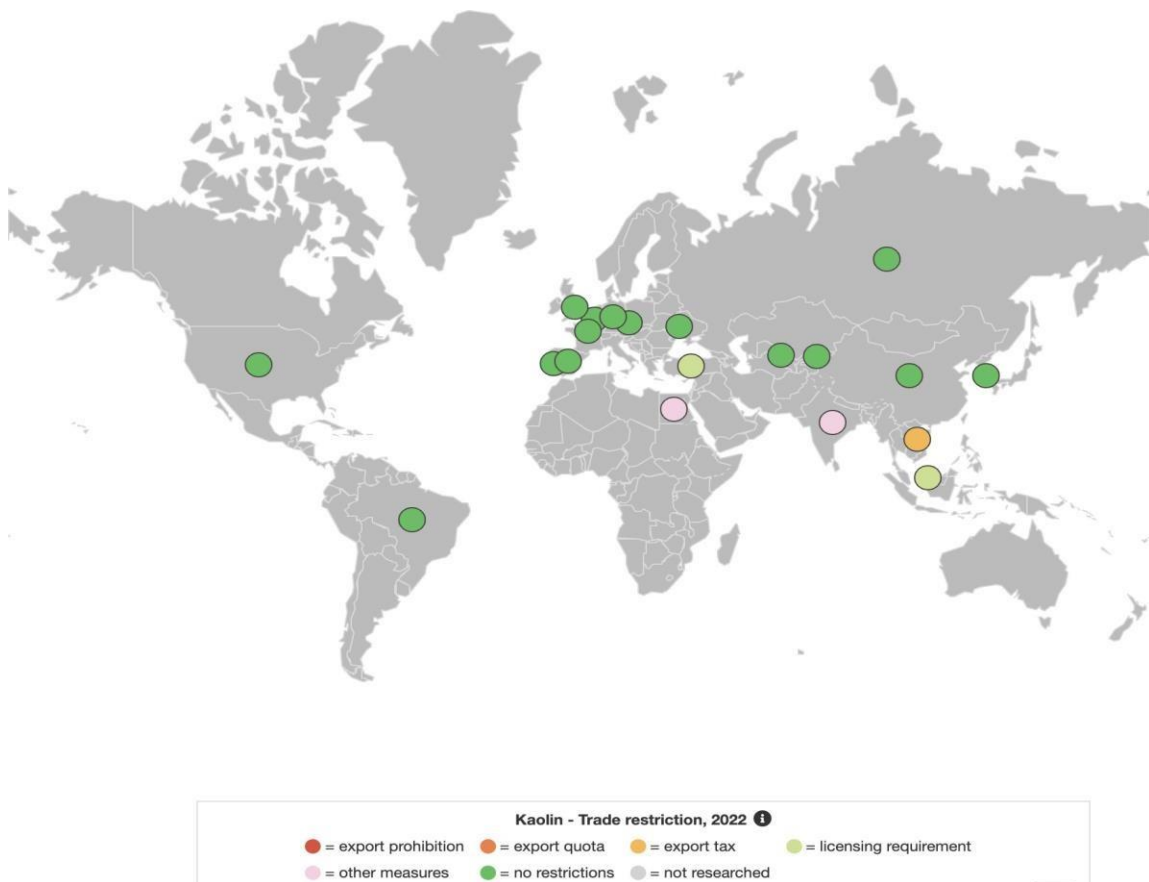 Kaolin - Trade restriction, 2022 i
= export prohibition = export quota = export tax = licensing requirement
= other measures = no restrictions = not researched